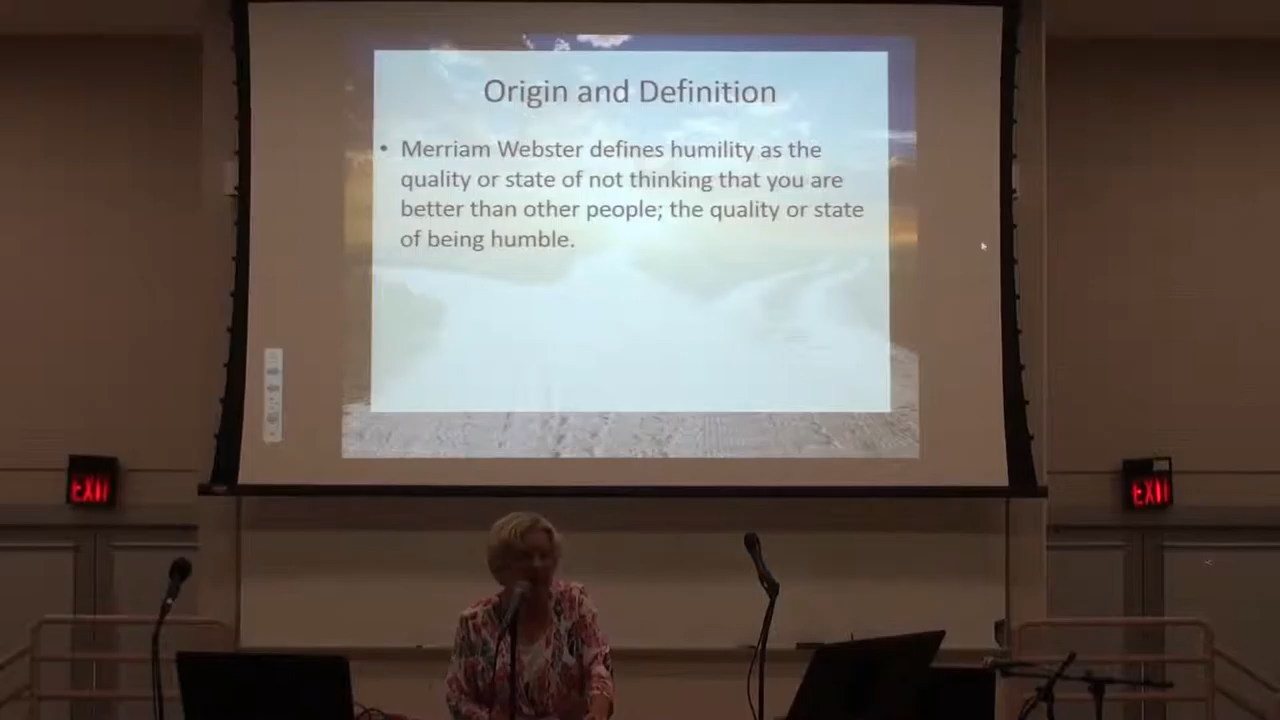 Origin and Definition
• Merriam Webster defines humility as the
quality or state of not thinking that you are
better than other people; the quality or state
of being humble.
EXIT
EXIT